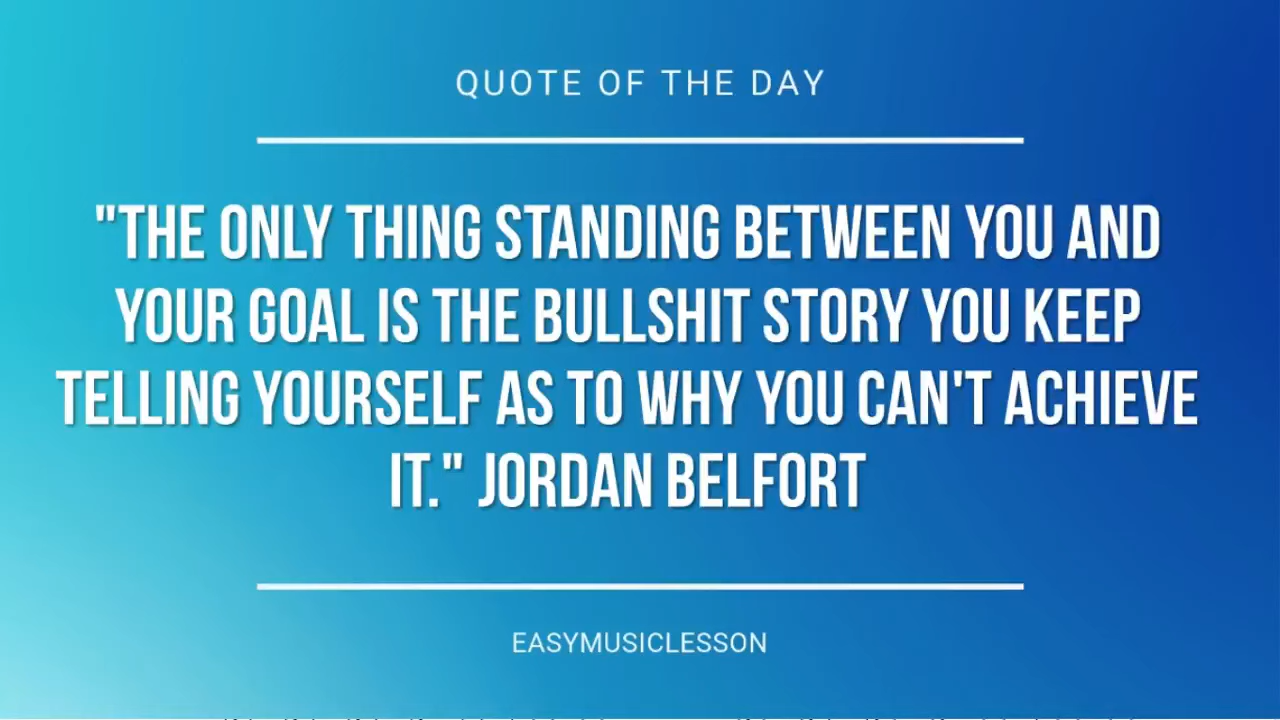 QUOTE OF THE DAY
"THE ONLY THING STANDING BETWEEN YOU AND
YOUR GOAL IS THE BULLSHIT STORY YOU KEEP
TELLING YOURSELF AS TO WHY YOU CAN'T ACHIEVE
IT." JORDAN BELFORT
EASYMUSICLESSON